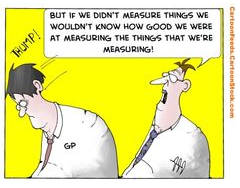 BUT IF WE DIDN'T MEASURE THINGS WE
WOULDN'T KNOW HOW GOOD WE WERE
AT MEASURING THE THINGS THAT WE'RE
MEASURING!
THUMP!
GP
CartoonFeeds.CartoonStock.com